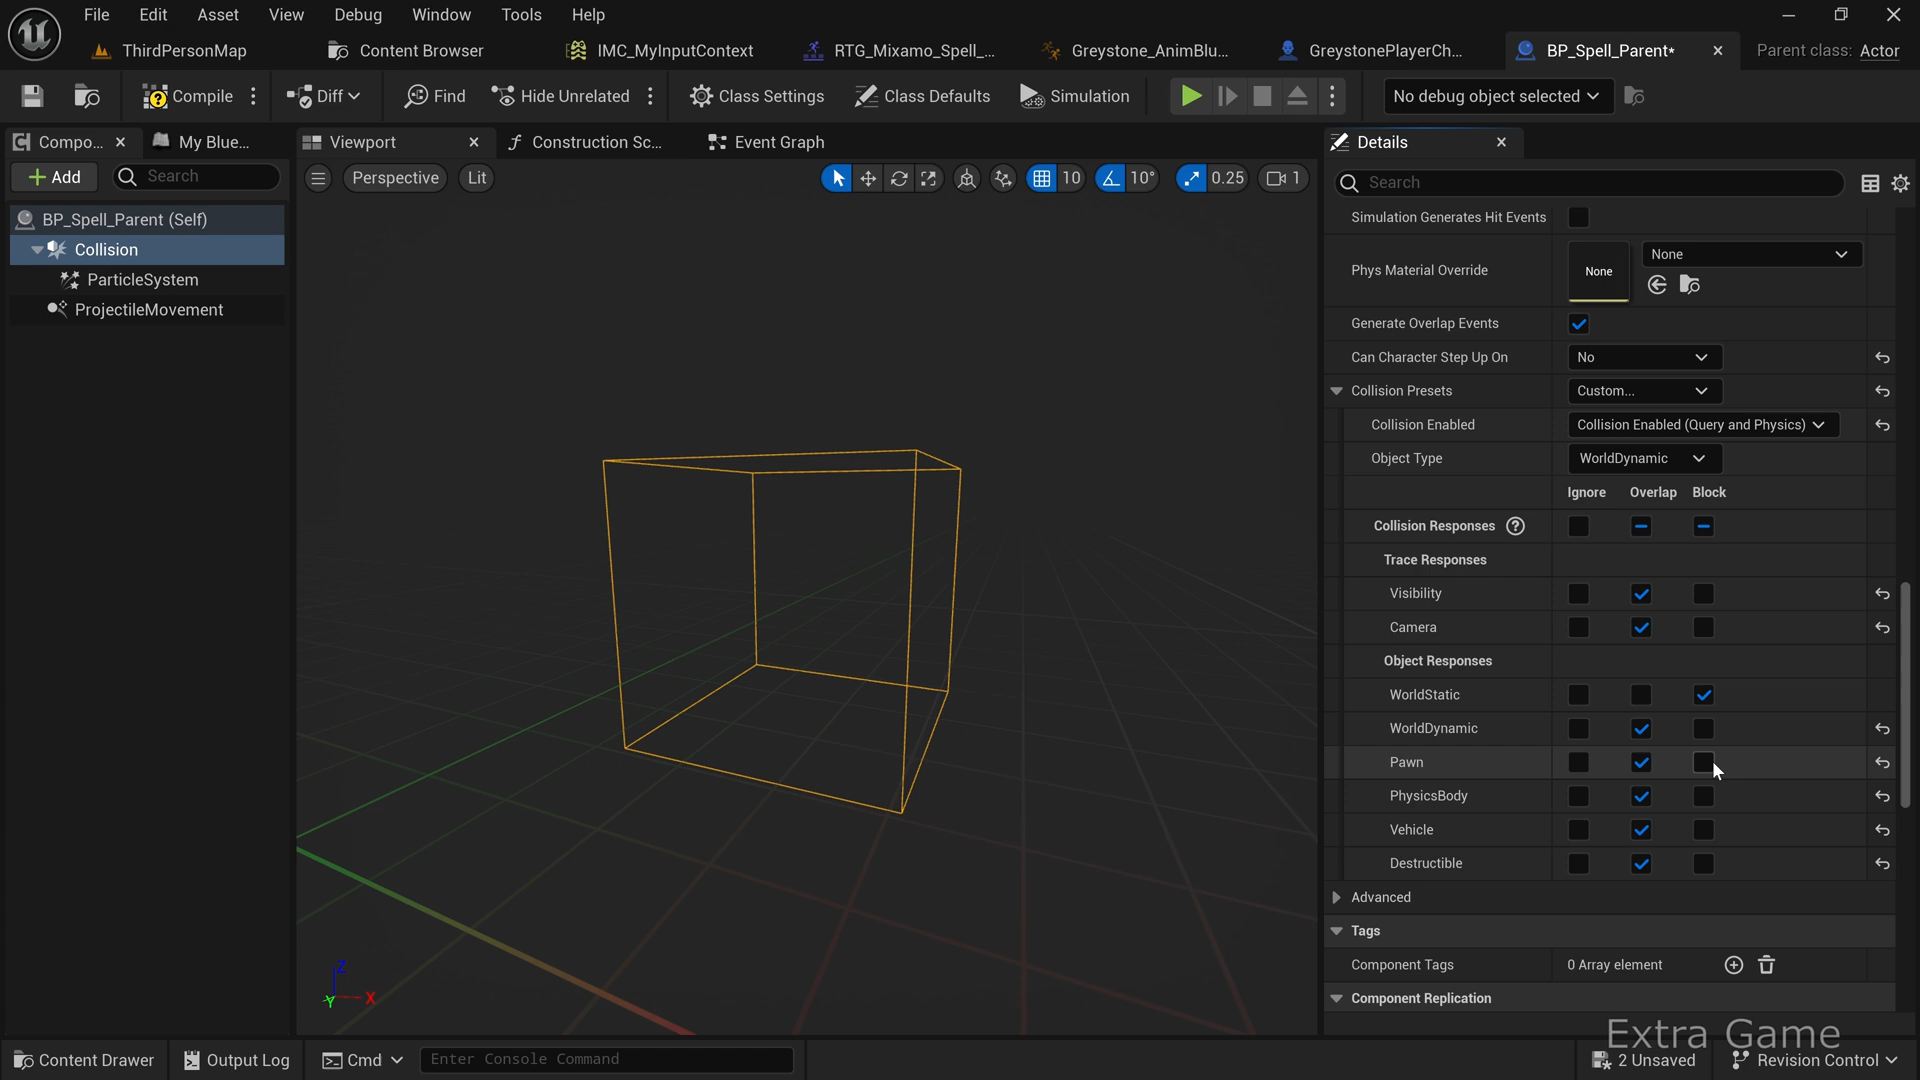 File Edit Asset View Debug Window Tools Help
ThirdPersonMap Content Browser IMC_MyInputContext RTG_Mixamo_Spell_... Greystone_AnimBlu... GreystonePlayerCh... BP_Spell_Parent* Parent class: Actor
Compile Diff Find Hide Unrelated Class Settings Class Defaults Simulation No debug object selected
Compo... My Blue... Viewport Construction Sc... Event Graph Details
Add Search Perspective Lit 10 10° 0.25 1 Search
BP_Spell_Parent (Self)
Collision
ParticleSystem
ProjectileMovement
Simulation Generates Hit Events
Phys Material Override None None
Generate Overlap Events
Can Character Step Up On No
Collision Presets Custom...
Collision Enabled Collision Enabled (Query and Physics)
Object Type WorldDynamic
Ignore Overlap Block
Collision Responses ?
Trace Responses
Visibility
Camera
Object Responses
WorldStatic
WorldDynamic
Pawn
PhysicsBody
Vehicle
Destructible
Advanced
Tags
Component Tags 0 Array element
Component Replication
Z
Y X
Extra Game
Content Drawer Output Log Cmd Enter Console Command 2 Unsaved Revision Control